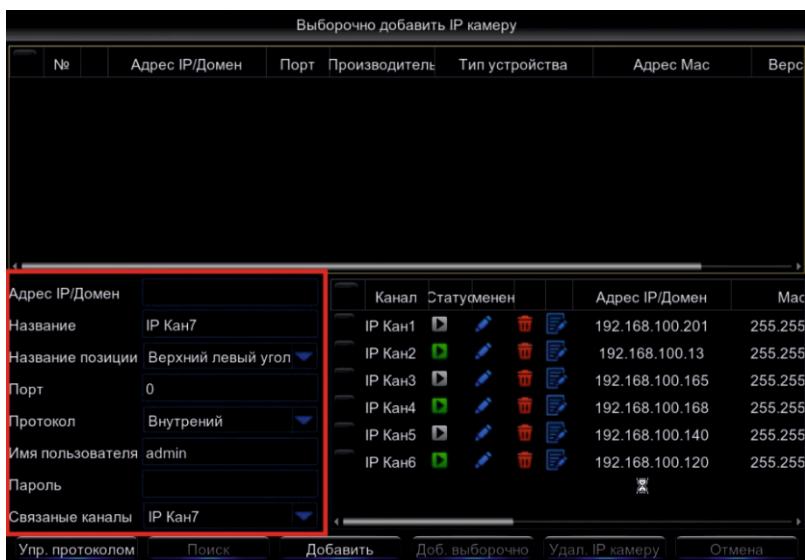 Выборочно добавить IP камеру
№ Адрес IP/Домен Порт Производитель Тип устройства Адрес Mac Верс
Адрес IP/Домен
Название IP Кан7
Название позиции Верхний левый угол
Порт 0
Протокол Внутрений
Имя пользователя admin
Пароль
Связаные каналы IP Кан7
Канал Статус менен Адрес IP/Домен Мас
IP Кан1 192.168.100.201 255.255
IP Кан2 192.168.100.13 255.255
IP Кан3 192.168.100.165 255.255
IP Кан4 192.168.100.168 255.255
IP Кан5 192.168.100.140 255.255
IP Кан6 192.168.100.120 255.255
Упр. протоколом Поиск Добавить Доб. выборочно Удал. IP камеру Отмена